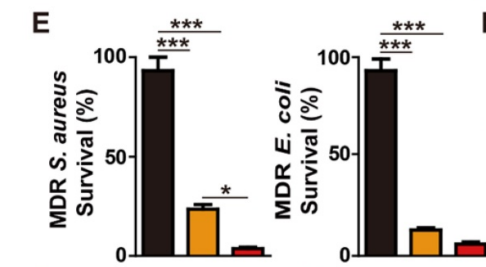 E
***
***
100
50
0
*
MDR S. aureus
Survival (%)
***
***
100
50
0
MDR E. coli
Survival (%)